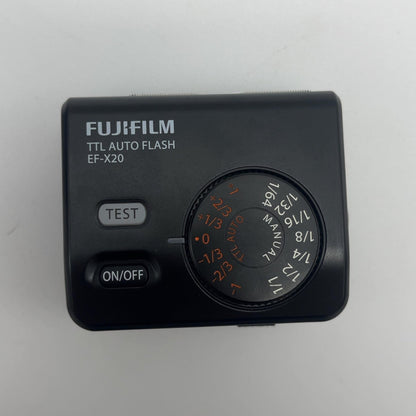 FUJIFILM
TTL AUTO FLASH
EF-X20
TEST
ON/OFF
+1
+2/3
+1/3
•0
-1/3
-2/3
-1
TTL AUTO
MANUAL
1/64
1/32
1/16
1/8
1/4
1/2
1/1